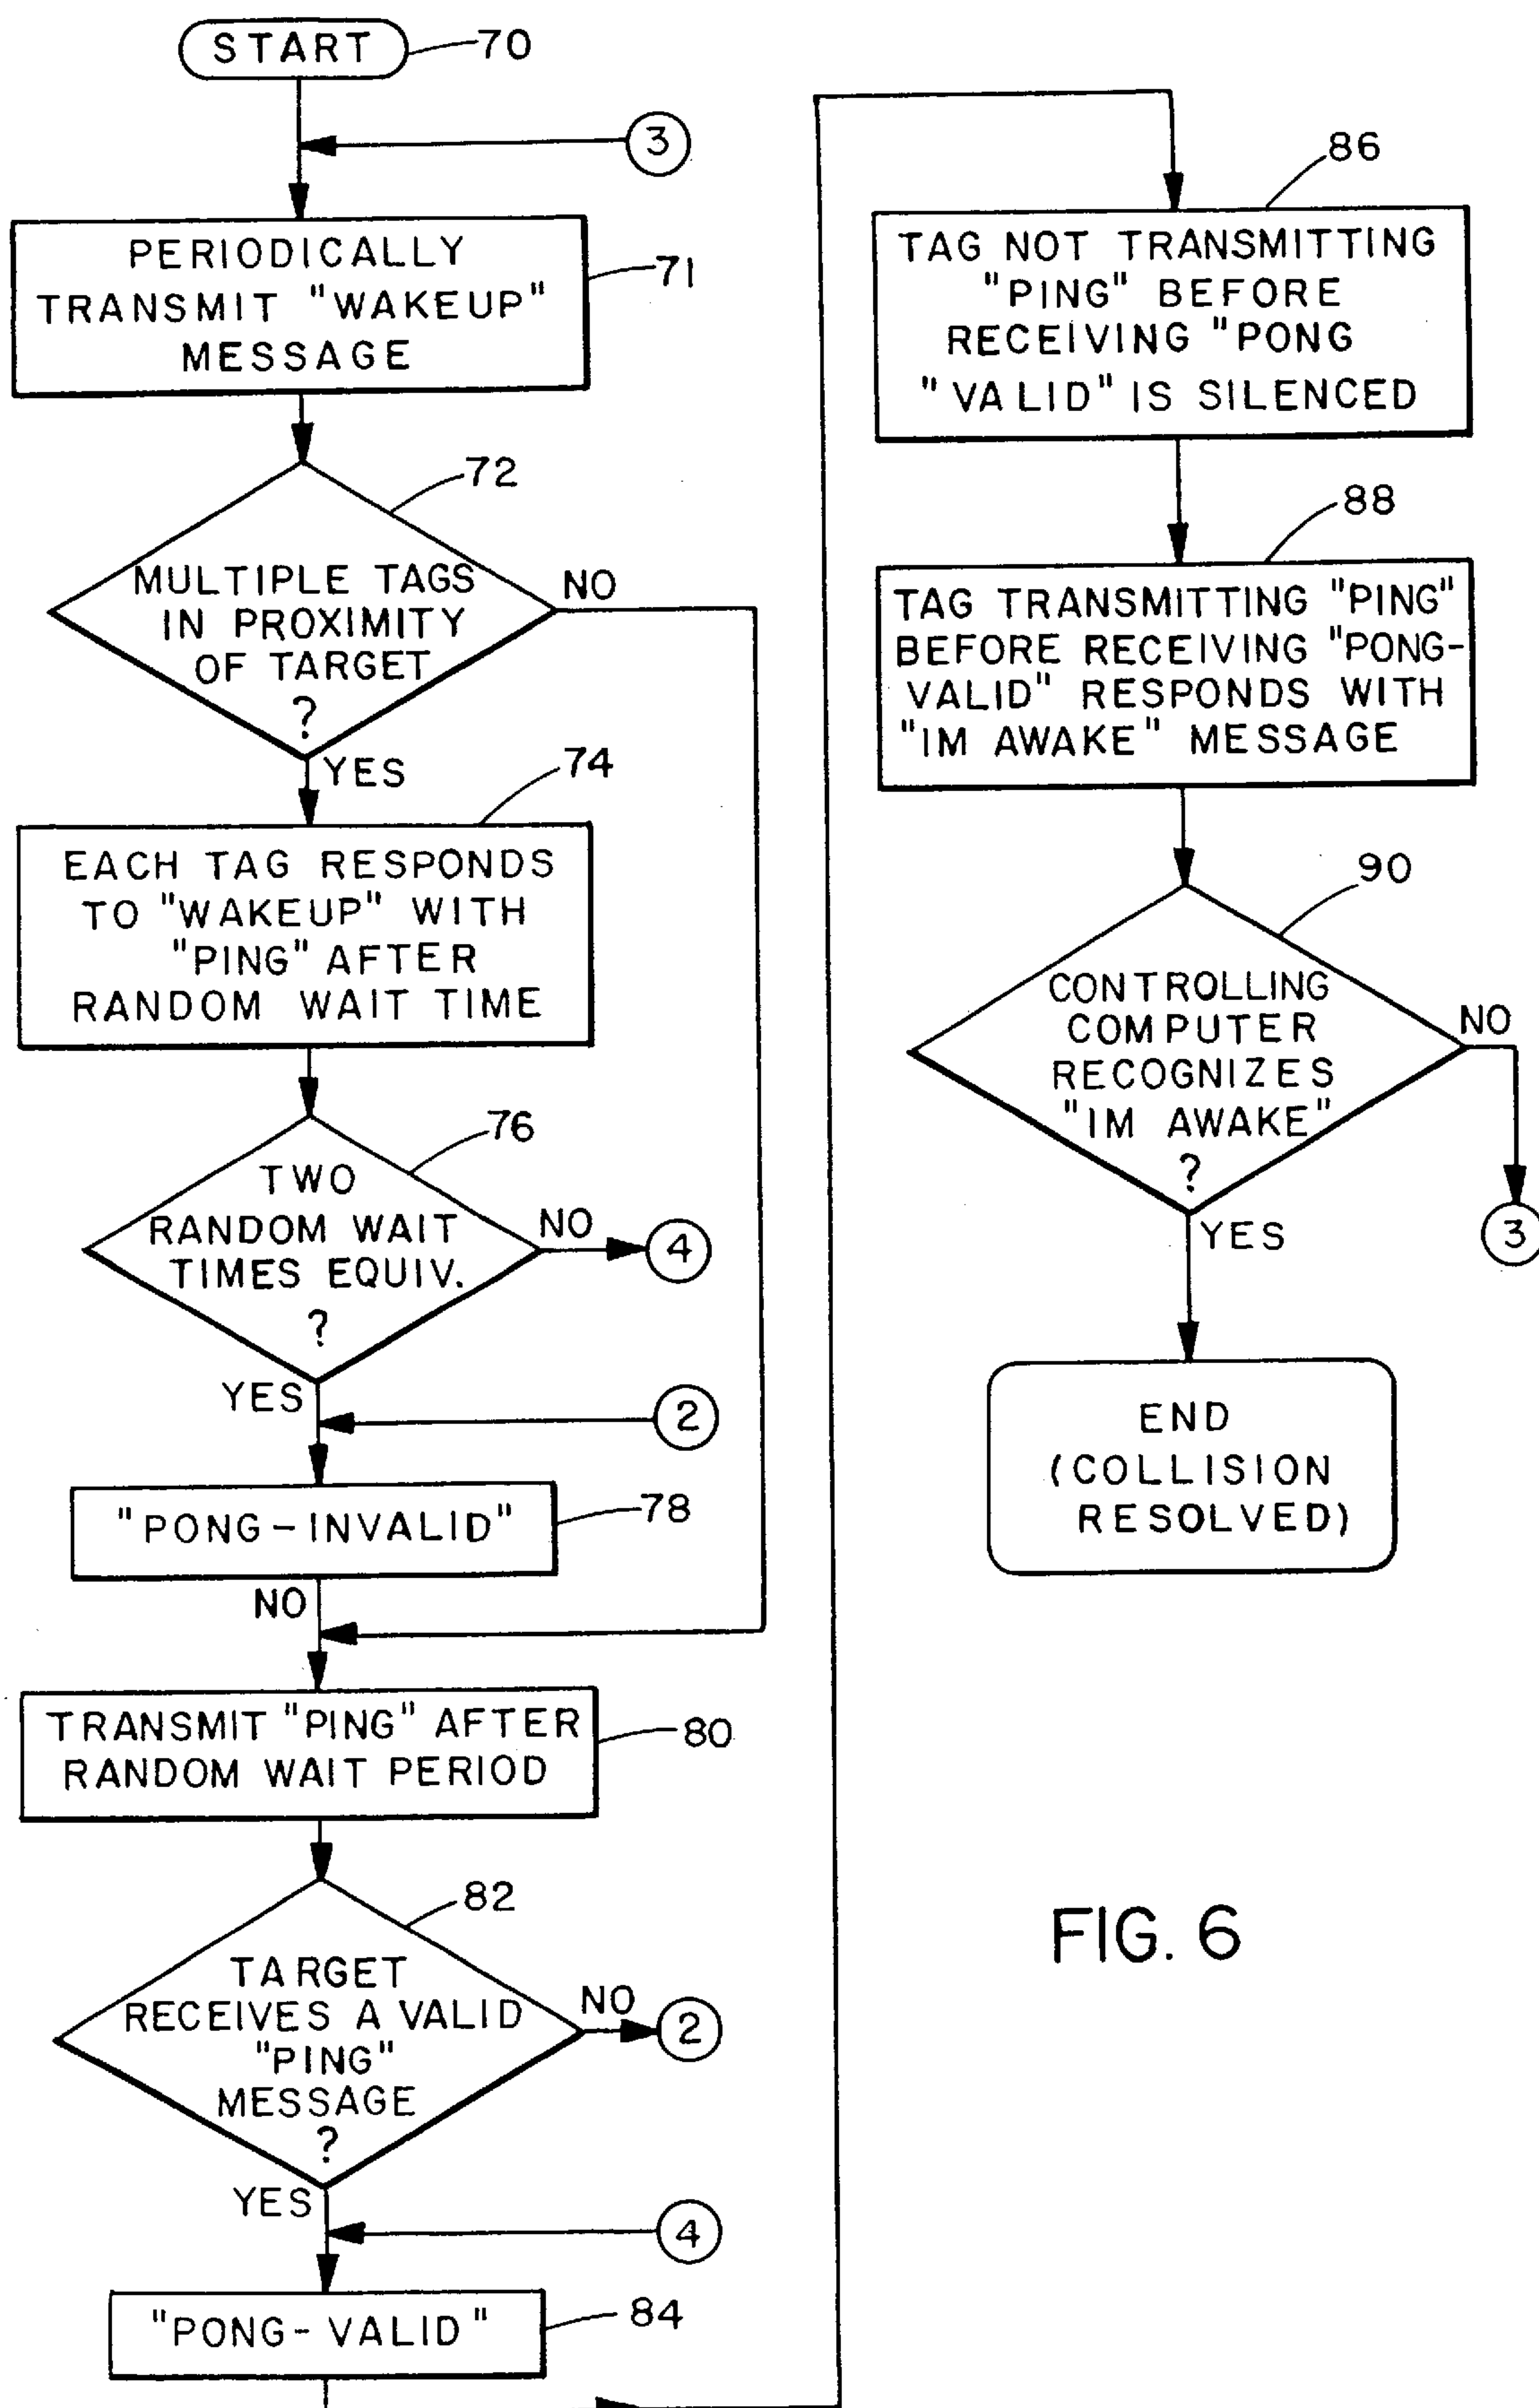 START
70
3
PERIODICALLY
TRANSMIT "WAKEUP"
MESSAGE
71
72
MULTIPLE TAGS
IN PROXIMITY
OF TARGET
?
NO
YES
74
EACH TAG RESPONDS
TO "WAKEUP" WITH
"PING" AFTER
RANDOM WAIT TIME
76
TWO
RANDOM WAIT
TIMES EQUIV.
?
NO
4
YES
2
"PONG-INVALID"
78
NO
TRANSMIT "PING" AFTER
RANDOM WAIT PERIOD
80
82
TARGET
RECEIVES A VALID
"PING"
MESSAGE
?
NO
2
YES
4
"PONG-VALID"
84
86
TAG NOT TRANSMITTING
"PING" BEFORE
RECEIVING "PONG
"VALID" IS SILENCED
88
TAG TRANSMITTING "PING"
BEFORE RECEIVING "PONG-
VALID" RESPONDS WITH
"IM AWAKE" MESSAGE
90
CONTROLLING
COMPUTER
RECOGNIZES
"IM AWAKE"
?
NO
3
YES
END
(COLLISION
RESOLVED)
FIG. 6